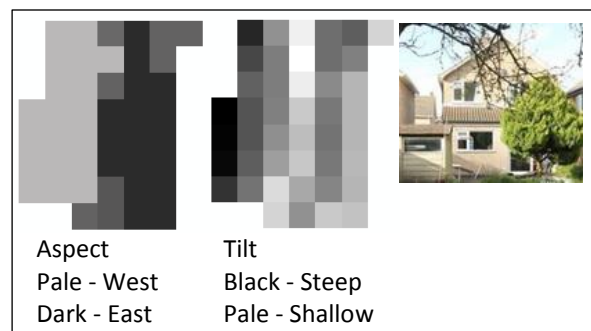 Aspect
Pale - West
Dark - East
Tilt
Black - Steep
Pale - Shallow